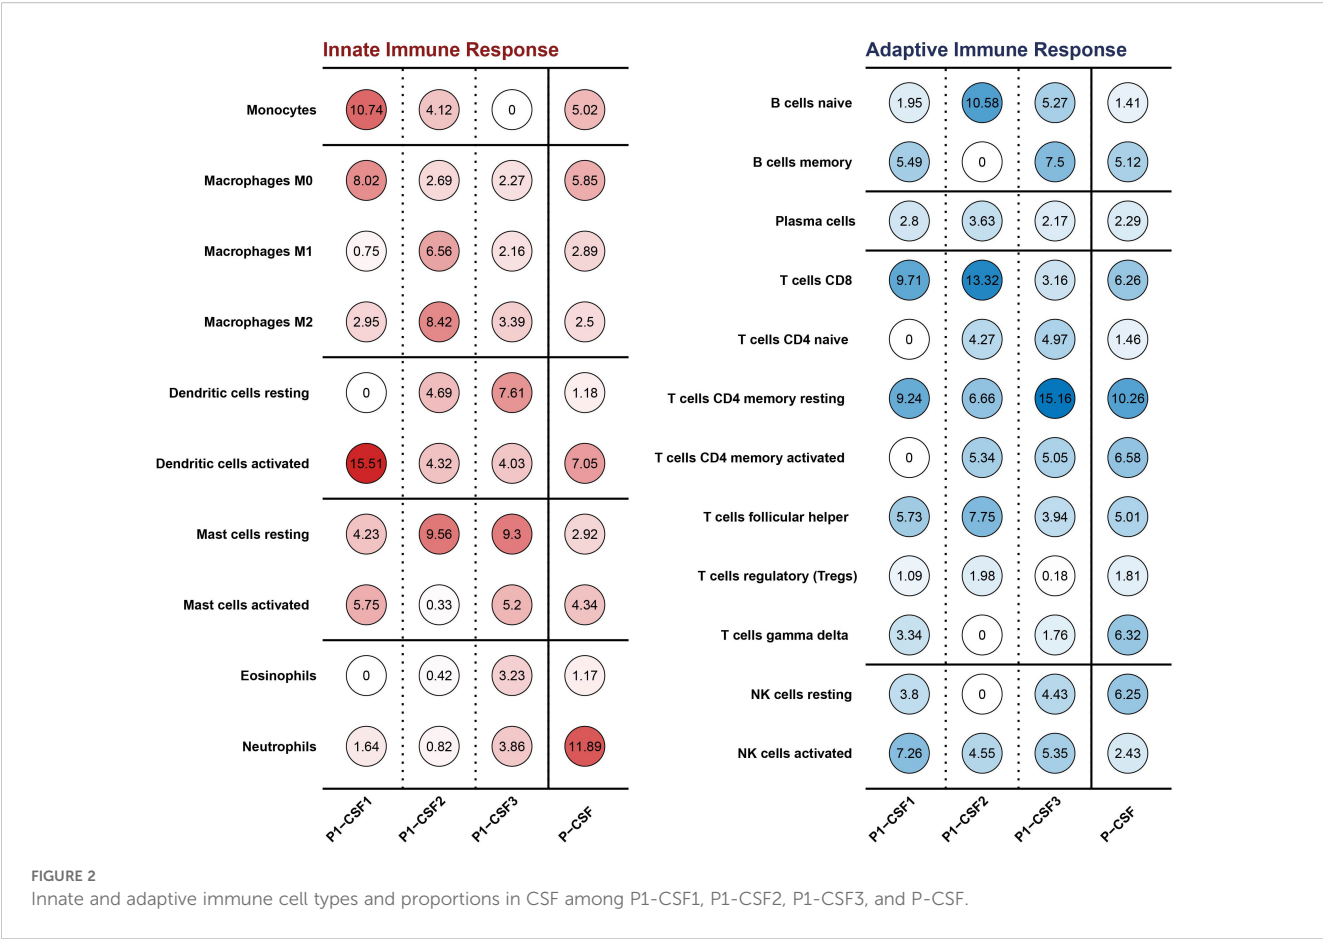 Innate Immune Response
Monocytes 10.74 4.12 0 5.02
Macrophages M0 8.02 2.69 2.27 5.85
Macrophages M1 0.75 6.56 2.16 2.89
Macrophages M2 2.95 8.42 3.39 2.5
Dendritic cells resting 0 4.69 7.61 1.18
Dendritic cells activated 15.51 4.32 4.03 7.05
Mast cells resting 4.23 9.56 9.3 2.92
Mast cells activated 5.75 0.33 5.2 4.34
Eosinophils 0 0.42 3.23 1.17
Neutrophils 1.64 0.82 3.86 11.89
P1−CSF1 P1−CSF2 P1−CSF3 P−CSF
Adaptive Immune Response
B cells naive 1.95 10.58 5.27 1.41
B cells memory 5.49 0 7.5 5.12
Plasma cells 2.8 3.63 2.17 2.29
T cells CD8 9.71 13.32 3.16 6.26
T cells CD4 naive 0 4.27 4.97 1.46
T cells CD4 memory resting 9.24 6.66 15.16 10.26
T cells CD4 memory activated 0 5.34 5.05 6.58
T cells follicular helper 5.73 7.75 3.94 5.01
T cells regulatory (Tregs) 1.09 1.98 0.18 1.81
T cells gamma delta 3.34 0 1.76 6.32
NK cells resting 3.8 0 4.43 6.25
NK cells activated 7.26 4.55 5.35 2.43
P1−CSF1 P1−CSF2 P1−CSF3 P−CSF
FIGURE 2
Innate and adaptive immune cell types and proportions in CSF among P1-CSF1, P1-CSF2, P1-CSF3, and P-CSF.